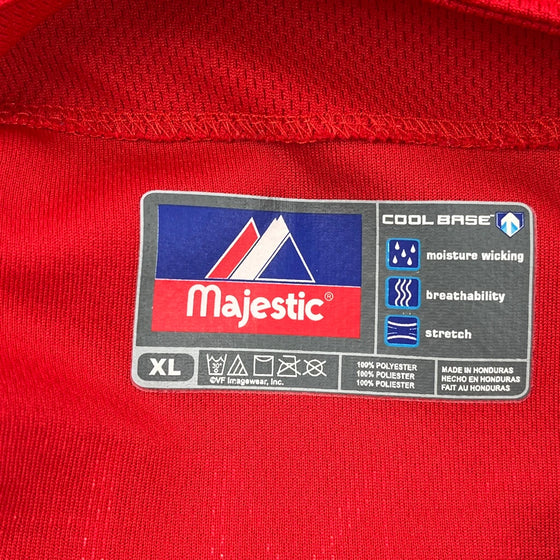 Majestic®
COOL BASE™
moisture wicking
breathability
stretch
XL
©VF Imagewear, Inc.
100% POLYESTER
100% POLIESTER
100% POLIESTER
MADE IN HONDURAS
HECHO EN HONDURAS
FAIT AU HONDURAS